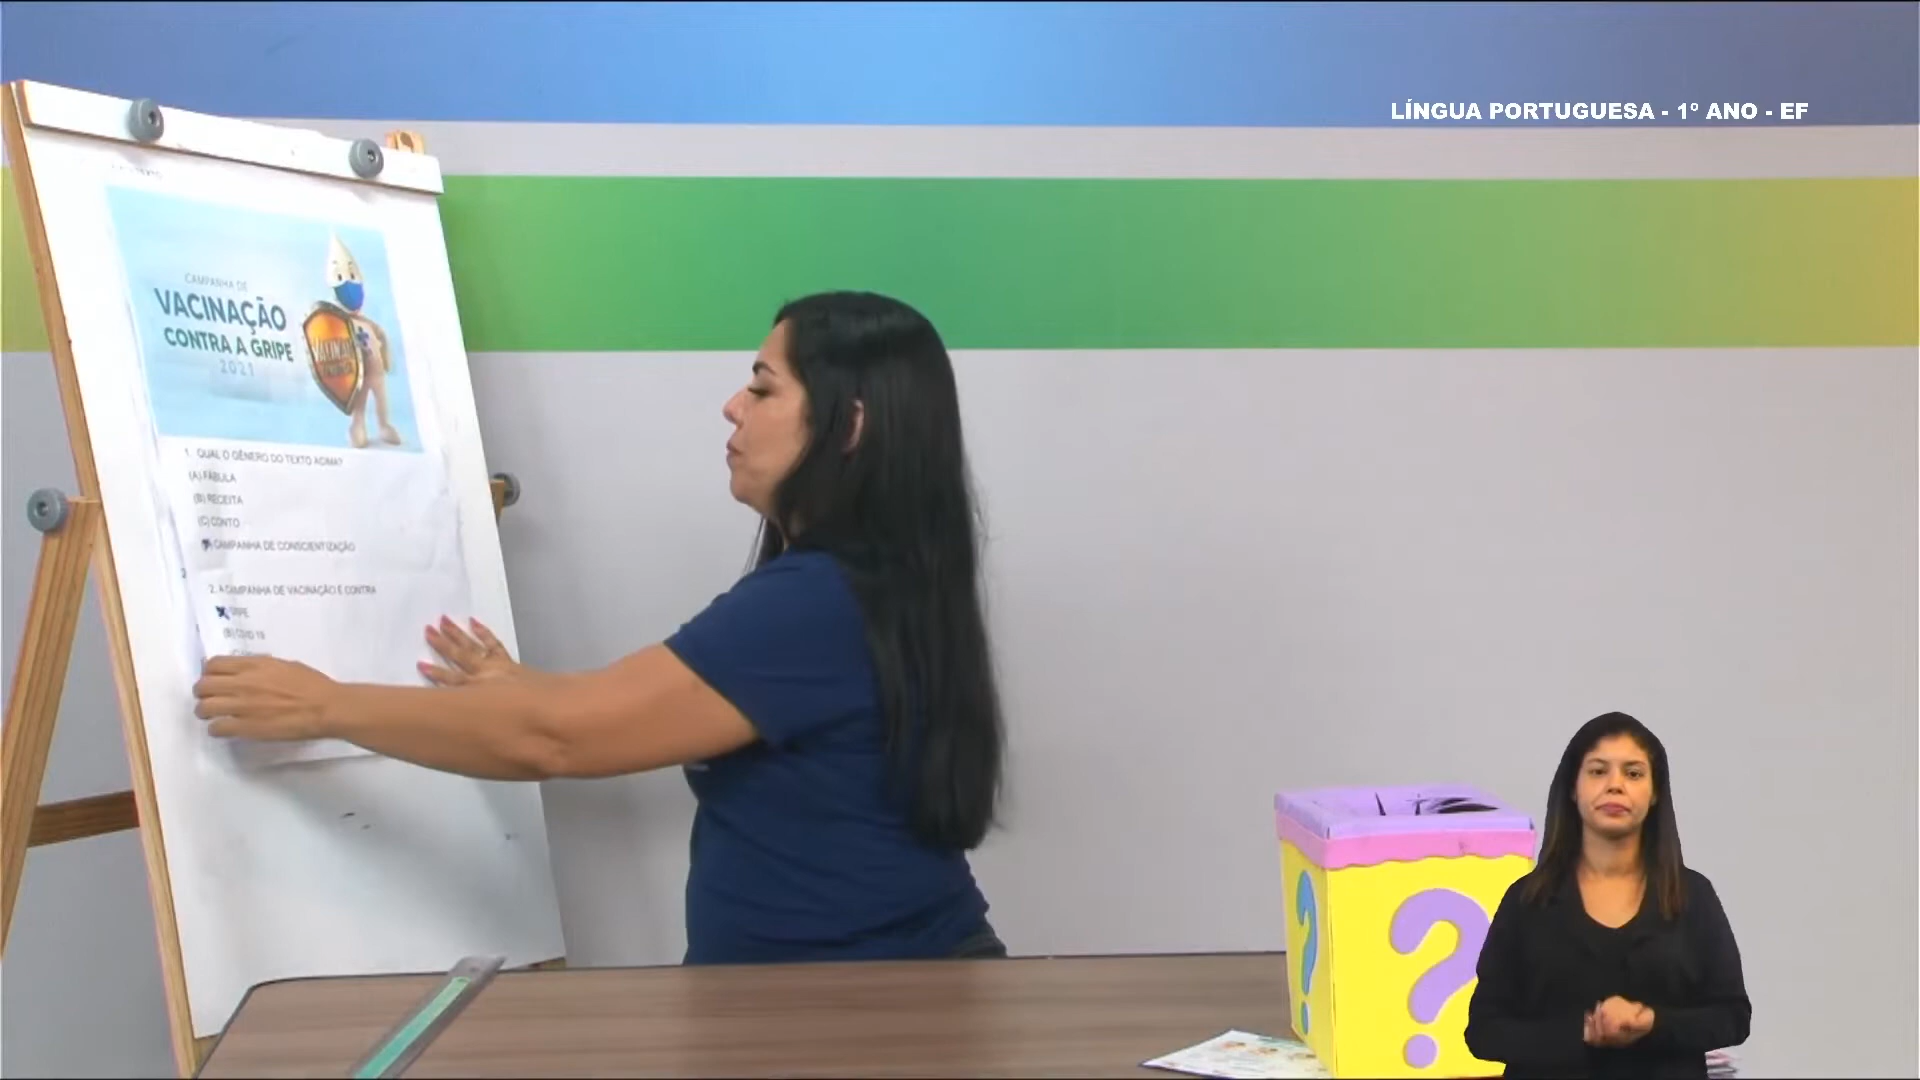 LÍNGUA PORTUGUESA - 1º ANO - EF
CAMPANHA DE
VACINAÇÃO
CONTRA A GRIPE
2021
1. QUAL O GÊNERO DO TEXTO ACIMA?
(A) FÁBULA
(B) RECEITA
(C) CONTO
CAMPANHA DE CONSCIENTIZAÇÃO
2. A CAMPANHA DE VACINAÇÃO É CONTRA
GRIPE
(B) COVID 19
?
?